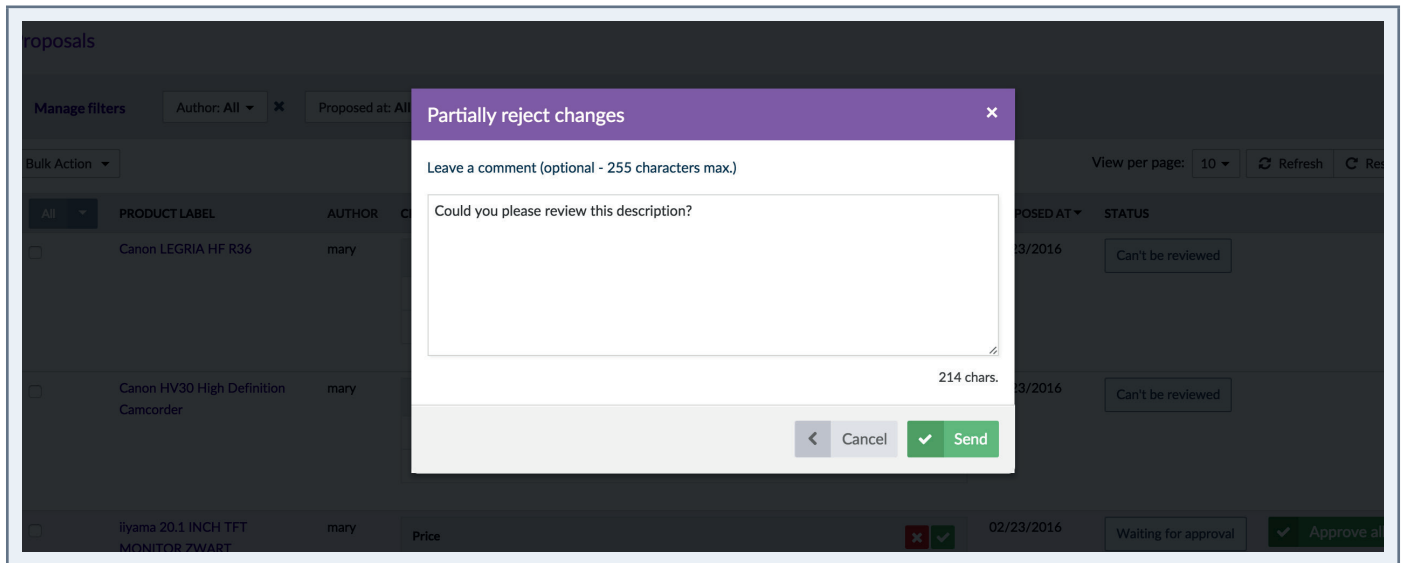 roposals
Manage filters Author: All Proposed at: All
Partially reject changes
Bulk Action
Leave a comment (optional - 255 characters max.)
View per page: 10 Refresh Res
Could you please review this description?
All PRODUCT LABEL AUTHOR C POSED AT STATUS
Canon LEGRIA HF R36 mary 23/2016 Can't be reviewed
214 chars.
Canon HV30 High Definition mary 23/2016 Can't be reviewed
Camcorder
Cancel Send
iiyama 20.1 INCH TFT mary Price 02/23/2016 Waiting for approval Approve all
MONITOR ZWART